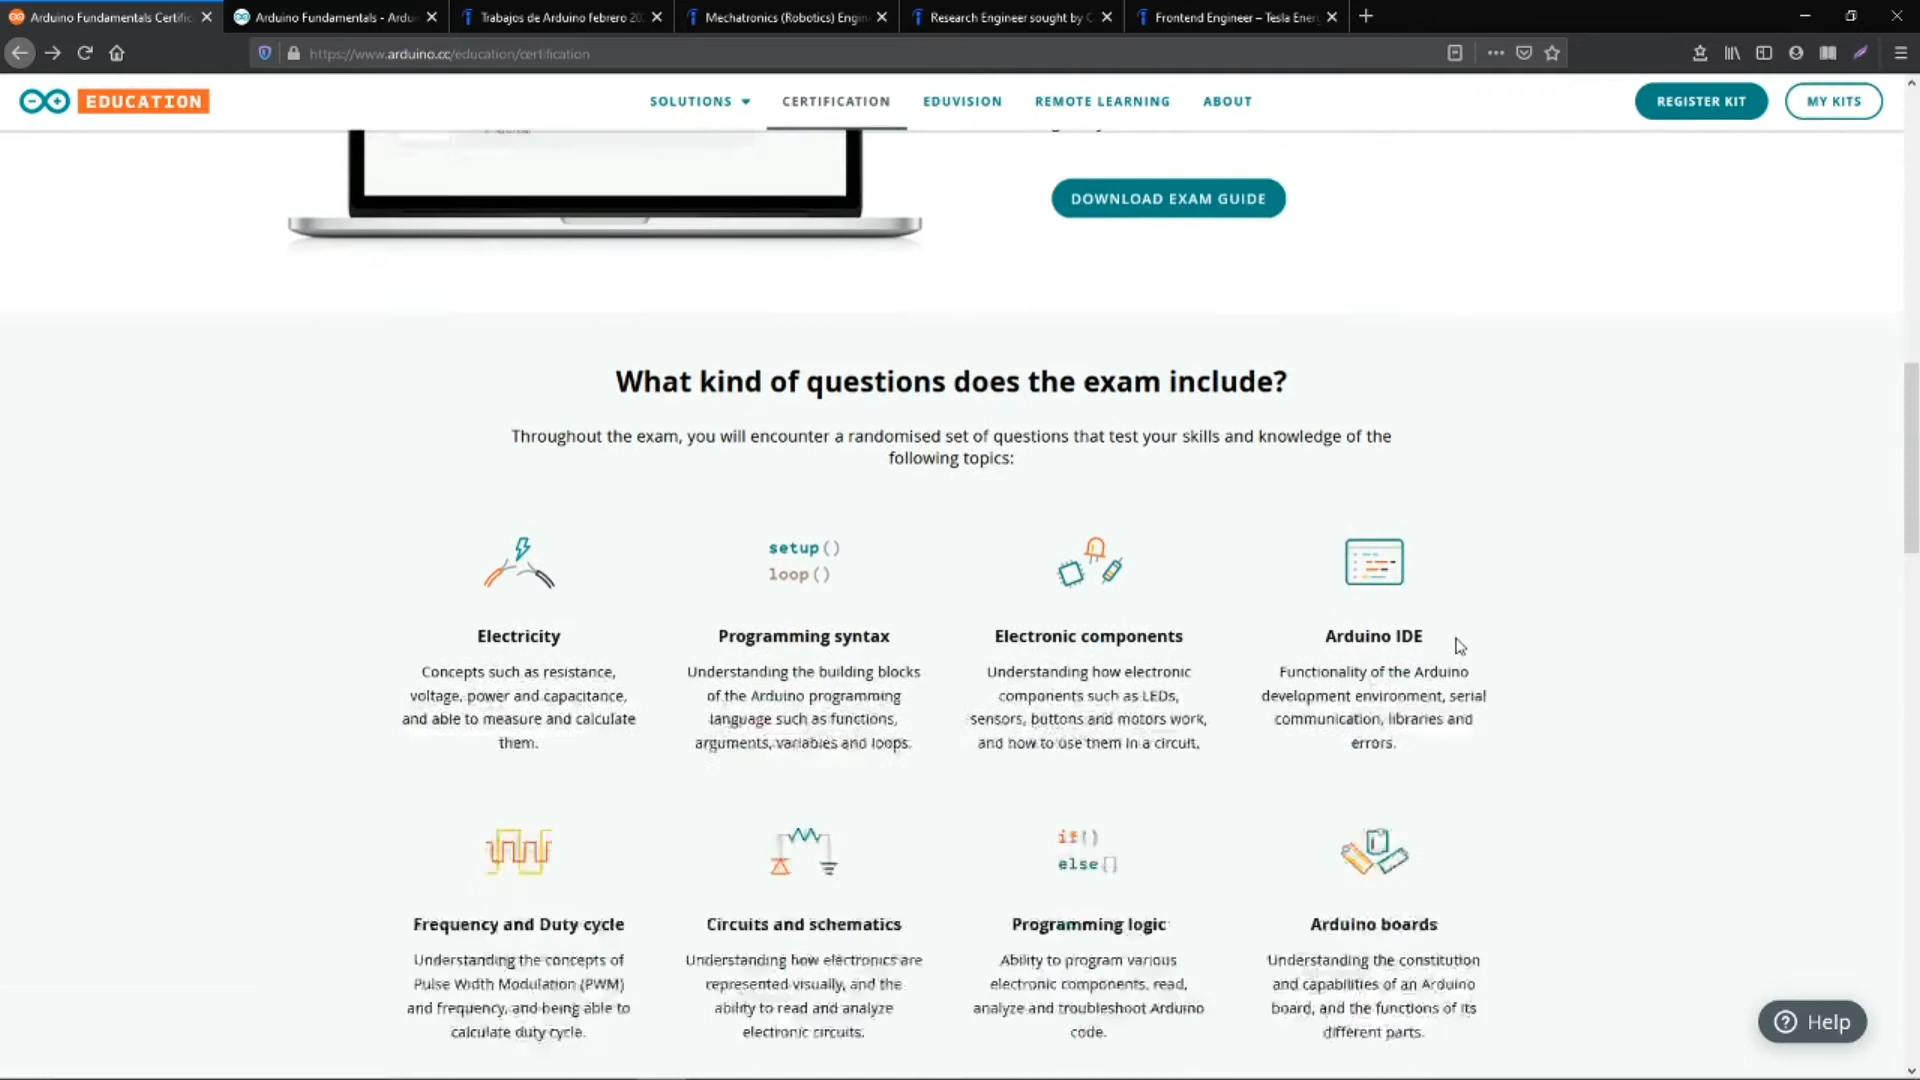 Arduino Fundamentals Certific
Arduino Fundamentals - Ardu
Trabajos de Arduino febrero 20
Mechatronics (Robotics) Engin
Research Engineer sought by C
Frontend Engineer – Tesla Ener
https://www.arduino.cc/education/certification
EDUCATION
SOLUTIONS
CERTIFICATION
EDUVISION
REMOTE LEARNING
ABOUT
REGISTER KIT
MY KITS
DOWNLOAD EXAM GUIDE
What kind of questions does the exam include?
Throughout the exam, you will encounter a randomised set of questions that test your skills and knowledge of the
following topics:
setup()
loop()
Electricity
Concepts such as resistance,
voltage, power and capacitance,
and able to measure and calculate
them.
Programming syntax
Understanding the building blocks
of the Arduino programming
language such as functions,
arguments, variables and loops.
Electronic components
Understanding how electronic
components such as LEDs,
sensors, buttons and motors work,
and how to use them in a circuit.
Arduino IDE
Functionality of the Arduino
development environment, serial
communication, libraries and
errors.
if()
else{}
Frequency and Duty cycle
Understanding the concepts of
Pulse Width Modulation (PWM)
and frequency, and being able to
calculate duty cycle.
Circuits and schematics
Understanding how electronics are
represented visually, and the
ability to read and analyze
electronic circuits.
Programming logic
Ability to program various
electronic components, read,
analyze and troubleshoot Arduino
code.
Arduino boards
Understanding the constitution
and capabilities of an Arduino
board, and the functions of its
different parts.
Help